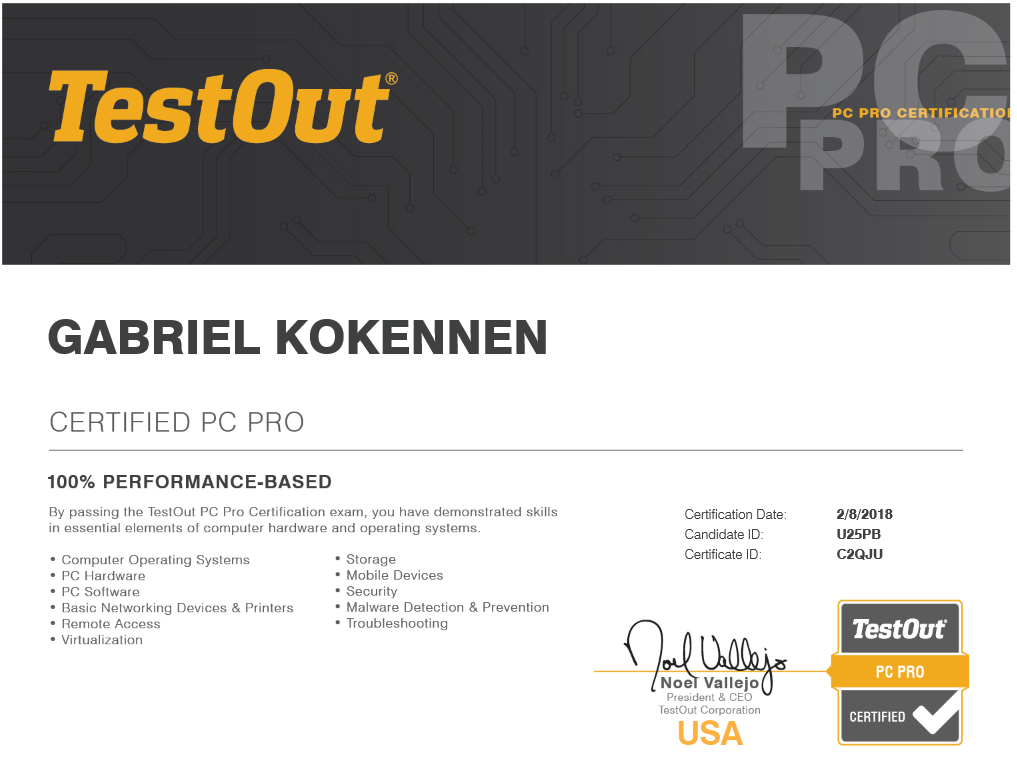 TestOut®
PC
PC PRO CERTIFICATIO
PRO
GABRIEL KOKENNEN
CERTIFIED PC PRO
100% PERFORMANCE-BASED
By passing the TestOut PC Pro Certification exam, you have demonstrated skills
in essential elements of computer hardware and operating systems.
• Computer Operating Systems
• PC Hardware
• PC Software
• Basic Networking Devices & Printers
• Remote Access
• Virtualization
• Storage
• Mobile Devices
• Security
• Malware Detection & Prevention
• Troubleshooting
Certification Date: 2/8/2018
Candidate ID: U25PB
Certificate ID: C2QJU
Noel Vallejo
Noel Vallejo
President & CEO
TestOut Corporation
USA
TestOut®
PC PRO
CERTIFIED